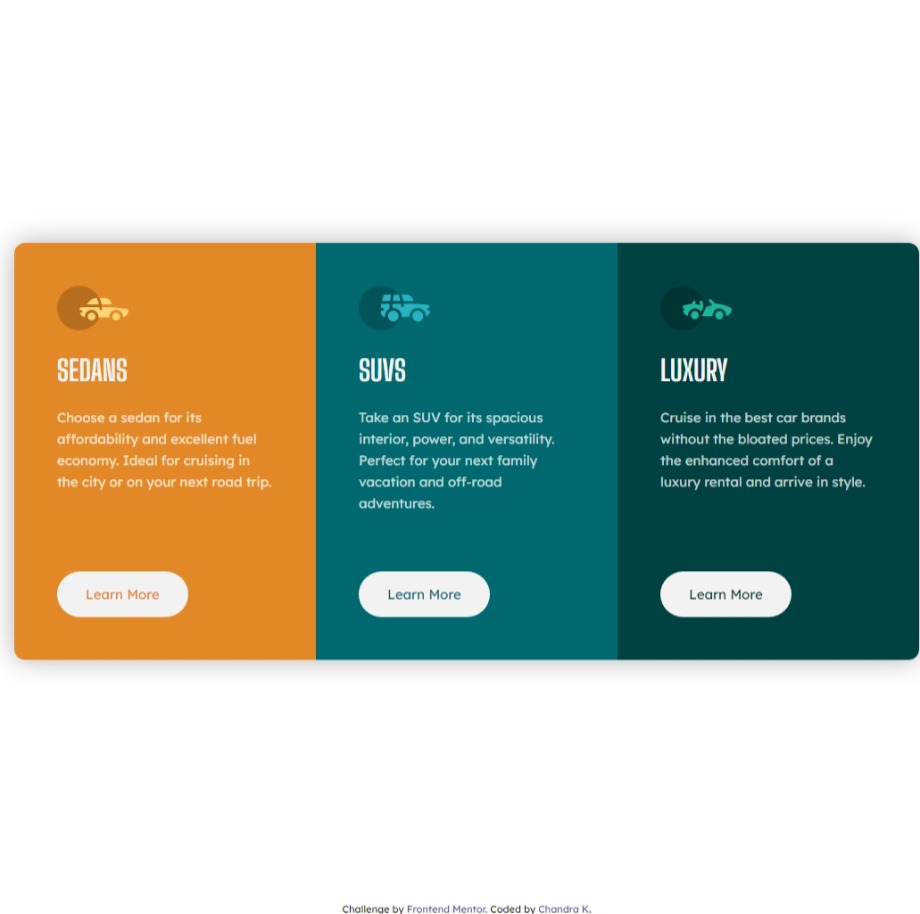 SEDANS
Choose a sedan for its
affordability and excellent fuel
economy. Ideal for cruising in
the city or on your next road trip.
Learn More
SUVS
Take an SUV for its spacious
interior, power, and versatility.
Perfect for your next family
vacation and off-road
adventures.
Learn More
LUXURY
Cruise in the best car brands
without the bloated prices. Enjoy
the enhanced comfort of a
luxury rental and arrive in style.
Learn More
Challenge by Frontend Mentor. Coded by Chandra K.